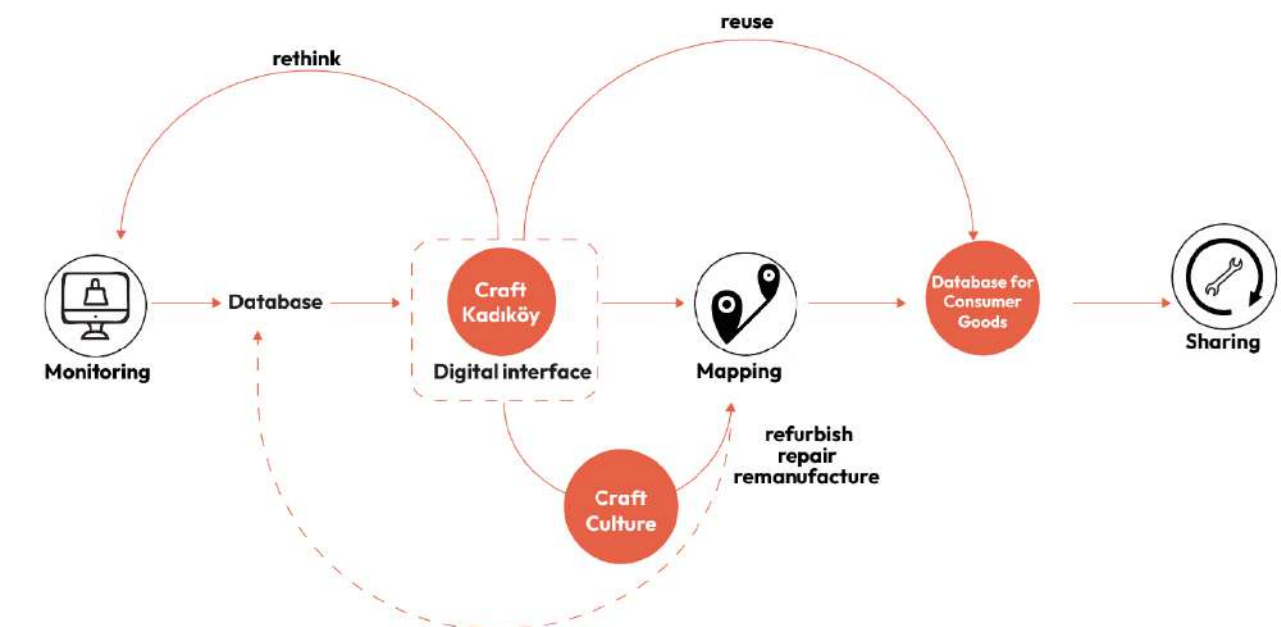 reuse
rethink
Monitoring
Database
Craft
Kadıköy
Digital interface
Mapping
Database for
Consumer
Goods
Sharing
refurbish
repair
remanufacture
Craft
Culture